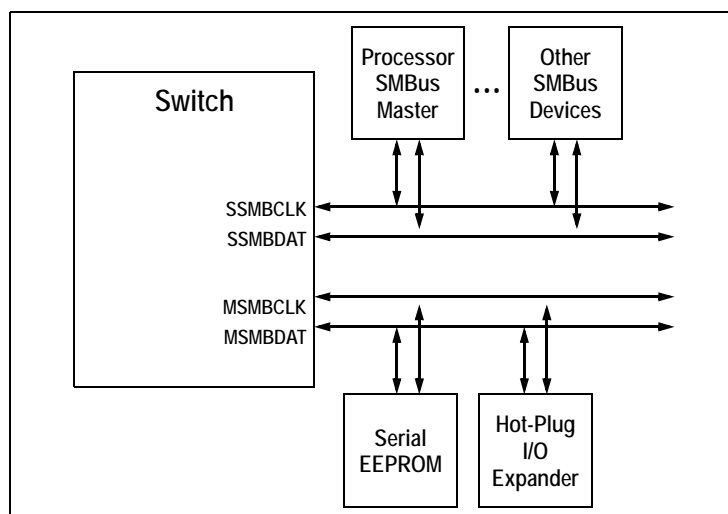 Processor
SMBus
Master
...
Other
SMBus
Devices
Switch
SSMBCLK
SSMBDAT
MSMBCLK
MSMBDAT
Serial
EEPROM
Hot-Plug
I/O
Expander